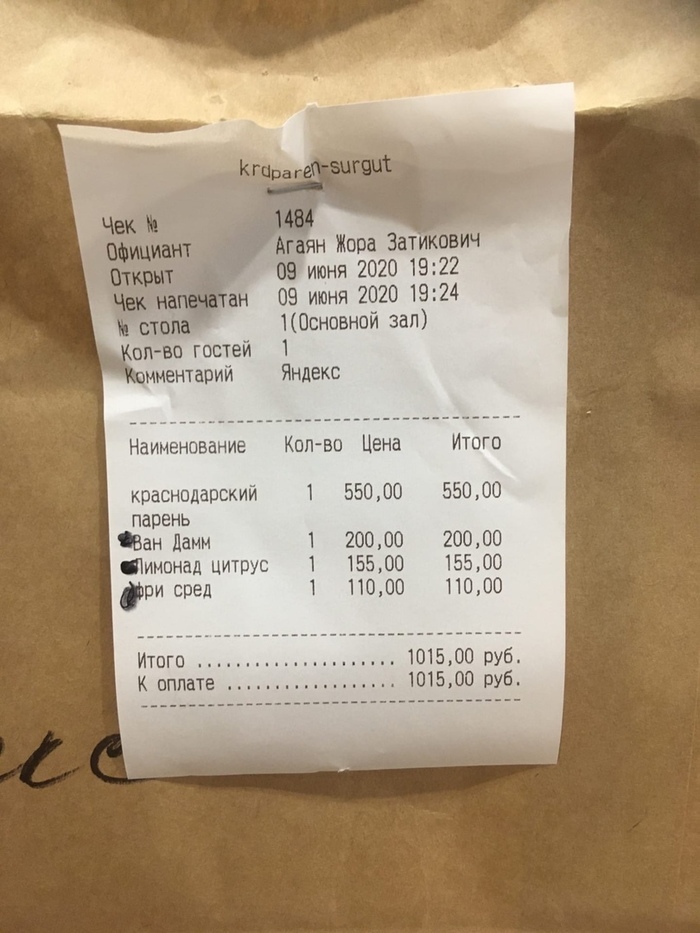 krdparen-surgut
Чек № 1484
Официант Агаян Жора Затикович
Открыт 09 июня 2020 19:22
Чек напечатан 09 июня 2020 19:24
№ стола 1(Основной зал)
Кол-во гостей 1
Комментарий Яндекс
Наименование Кол-во Цена Итого
краснодарский 1 550,00 550,00
парень
Ван Дамм 1 200,00 200,00
Лимонад цитрус 1 155,00 155,00
фри сред 1 110,00 110,00
Итого ...................... 1015,00 руб.
К оплате ................... 1015,00 руб.